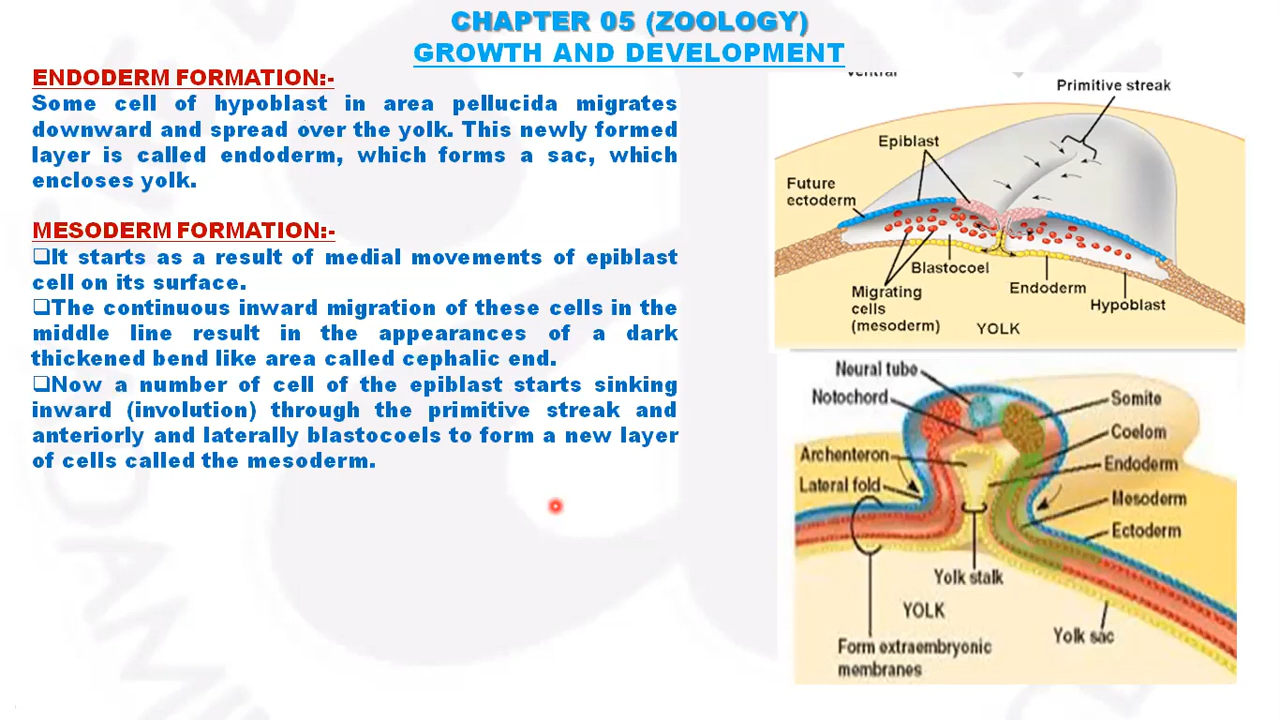 CHAPTER 05 (ZOOLOGY)
GROWTH AND DEVELOPMENT
ENDODERM FORMATION:-
Some cell of hypoblast in area pellucida migrates
downward and spread over the yolk. This newly formed
layer is called endoderm, which forms a sac, which
encloses yolk.
MESODERM FORMATION:-
❑It starts as a result of medial movements of epiblast
cell on its surface.
❑The continuous inward migration of these cells in the
middle line result in the appearances of a dark
thickened bend like area called cephalic end.
❑Now a number of cell of the epiblast starts sinking
inward (involution) through the primitive streak and
anteriorly and laterally blastocoels to form a new layer
of cells called the mesoderm.
Ventral
Primitive streak
Epiblast
Future
ectoderm
Blastocoel
Endoderm
Migrating
cells
(mesoderm)
Hypoblast
YOLK
Neural tube
Notochord
Somite
Coelom
Archenteron
Endoderm
Lateral fold
Mesoderm
Ectoderm
Yolk stalk
YOLK
Yolk sac
Form extraembryonic
membranes